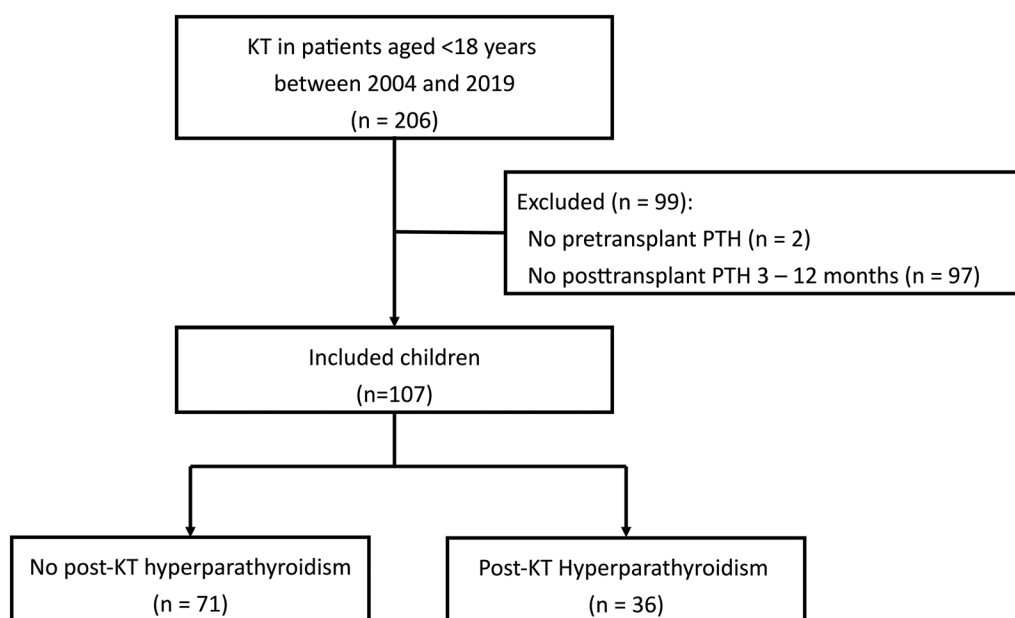 KT in patients aged <18 years
between 2004 and 2019
(n = 206)
Excluded (n = 99):
No pretransplant PTH (n = 2)
No posttransplant PTH 3 – 12 months (n = 97)
Included children
(n=107)
No post-KT hyperparathyroidism
(n = 71)
Post-KT Hyperparathyroidism
(n = 36)